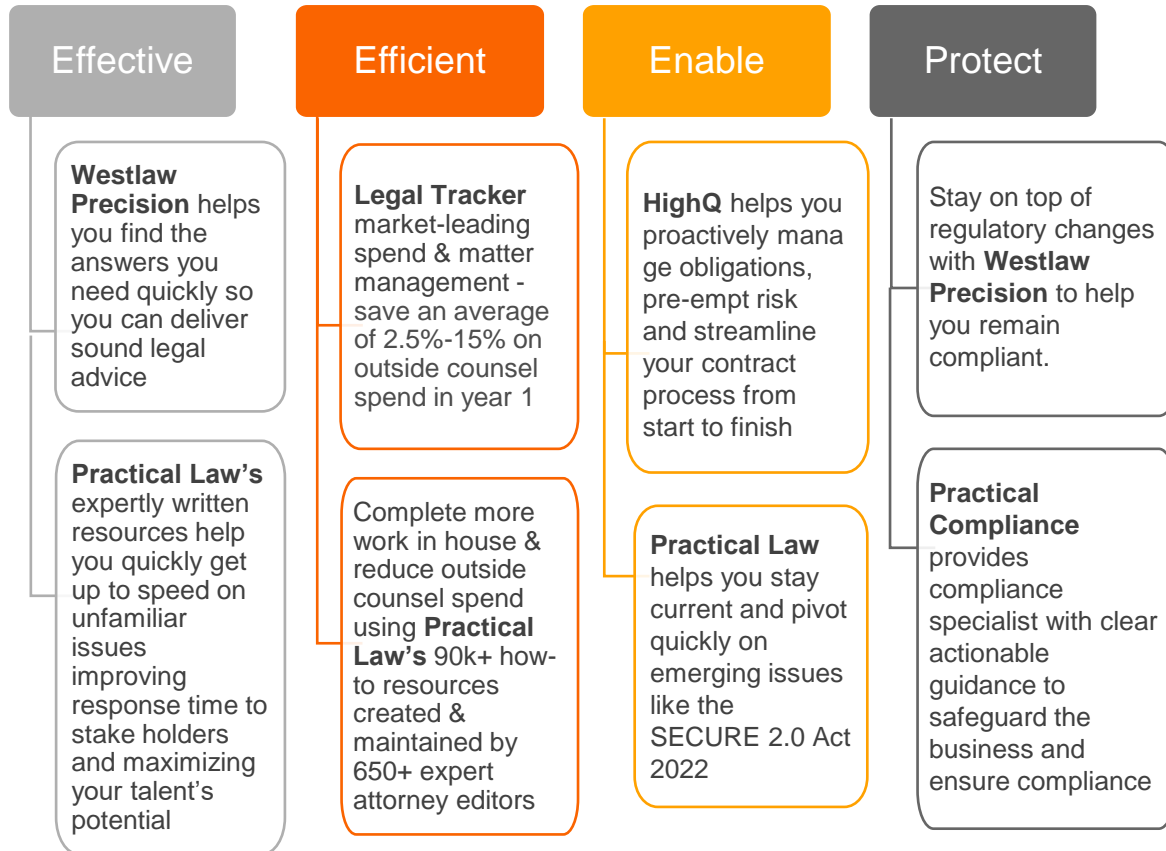 Effective
Westlaw
Precision helps
you find the
answers you
need quickly so
you can deliver
sound legal
advice
Practical Law’s
expertly written
resources help
you quickly get
up to speed on
unfamiliar
issues
improving
response time to
stake holders
and maximizing
your talent’s
potential
Efficient
Legal Tracker
market-leading
spend & matter
management -
save an average
of 2.5%-15% on
outside counsel
spend in year 1
Complete more
work in house &
reduce outside
counsel spend
using Practical
Law’s 90k+ how-
to resources
created &
maintained by
650+ expert
attorney editors
Enable
HighQ helps you
proactively mana
ge obligations,
pre-empt risk
and streamline
your contract
process from
start to finish
Practical Law
helps you stay
current and pivot
quickly on
emerging issues
like the
SECURE 2.0 Act
2022
Protect
Stay on top of
regulatory changes
with Westlaw
Precision to help
you remain
compliant.
Practical
Compliance
provides
compliance
specialist with clear
actionable
guidance to
safeguard the
business and
ensure compliance